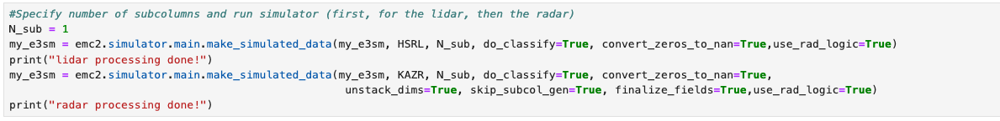 #Specify number of subcolumns and run simulator (first, for the lidar, then the radar)
N_sub = 1
my_e3sm = emc2.simulator.main.make_simulated_data(my_e3sm, HSRL, N_sub, do_classify=True, convert_zeros_to_nan=True,use_rad_logic=True)
print("lidar processing done!")
my_e3sm = emc2.simulator.main.make_simulated_data(my_e3sm, KAZR, N_sub, do_classify=True, convert_zeros_to_nan=True,
unstack_dims=True, skip_subcol_gen=True, finalize_fields=True,use_rad_logic=True)
print("radar processing done!")